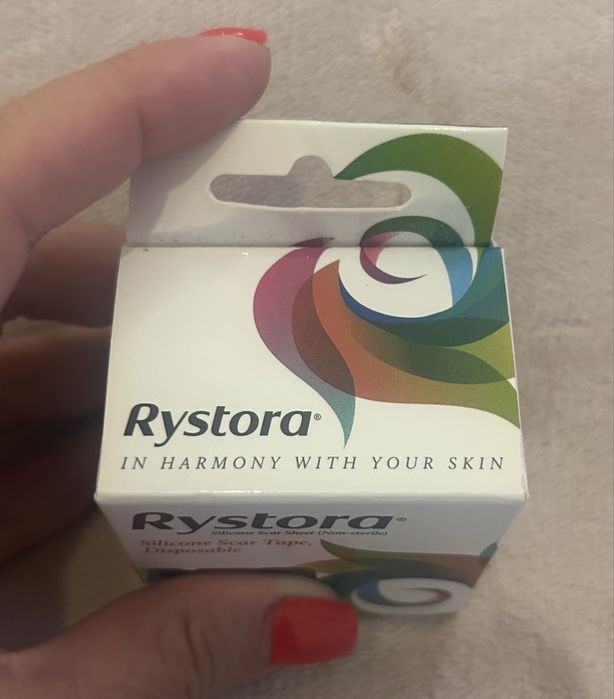 Rystora®
IN HARMONY WITH YOUR SKIN
Rystora®
Silicone Scar Sheet (Non-sterile)
Silicone Scar Tape,
Disposable